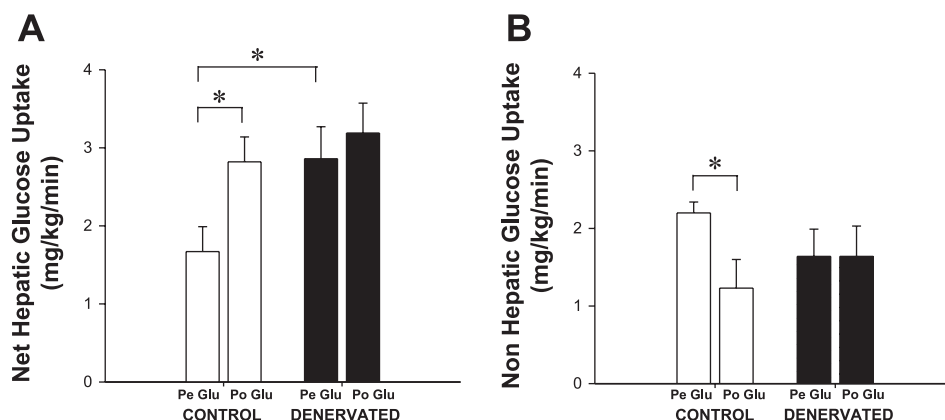 A
Net Hepatic Glucose Uptake
(mg/kg/min)
4
3
2
1
0
*
*
Pe Glu Po Glu Pe Glu Po Glu
CONTROL DENERVATED
B
Non Hepatic Glucose Uptake
(mg/kg/min)
4
3
2
1
0
*
Pe Glu Po Glu Pe Glu Po Glu
CONTROL DENERVATED